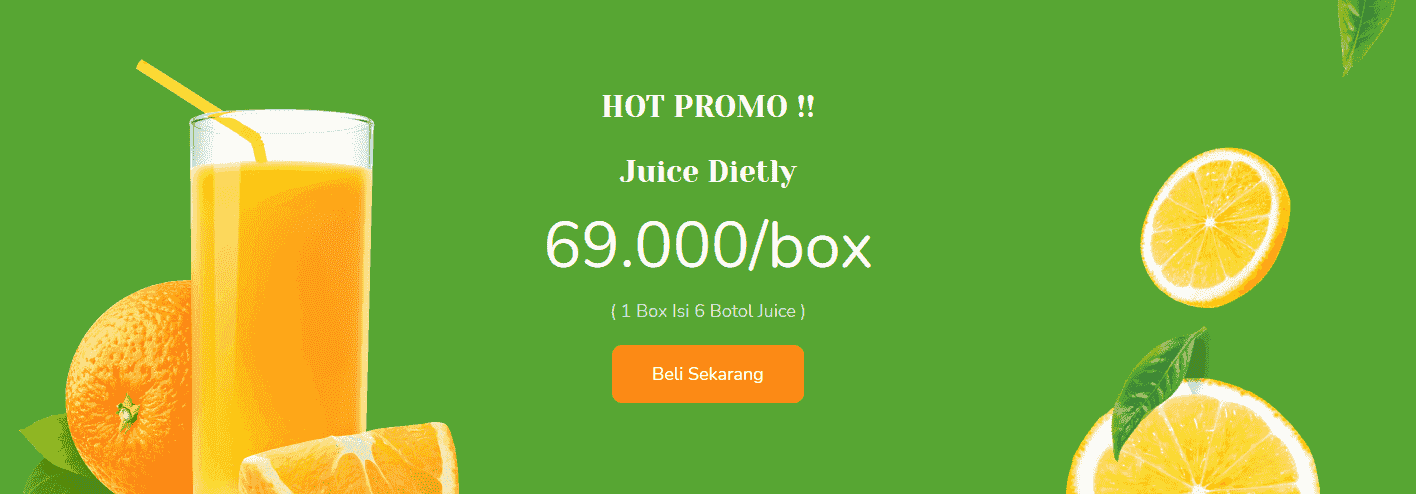 HOT PROMO !!
Juice Dietly
69.000/box
( 1 Box Isi 6 Botol Juice )
Beli Sekarang